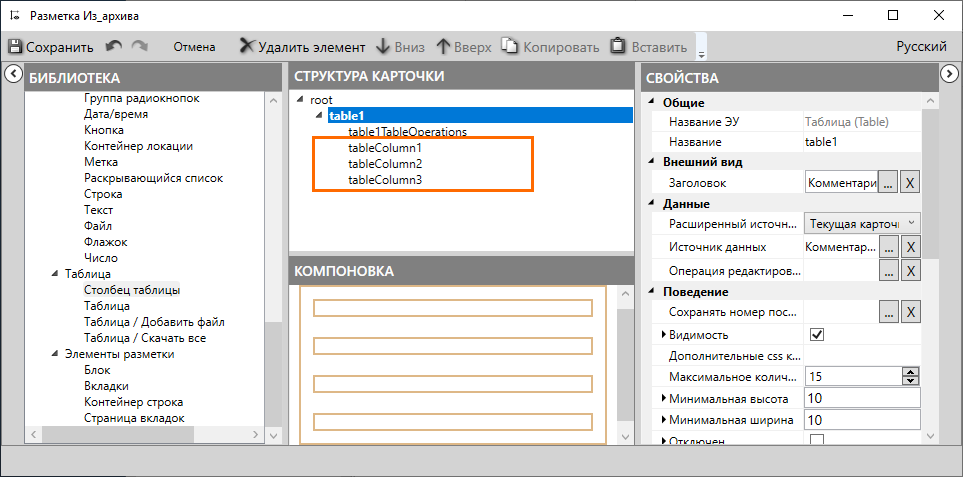 Разметка Из_архива
Сохранить Отмена Удалить элемент Вниз Вверх Копировать Вставить Русский
БИБЛИОТЕКА
Группа радиокнопок
Дата/время
Кнопка
Контейнер локации
Метка
Раскрывающийся список
Строка
Текст
Файл
Флажок
Число
Таблица
Столбец таблицы
Таблица
Таблица / Добавить файл
Таблица / Скачать все
Элементы разметки
Блок
Вкладки
Контейнер строка
Страница вкладок
СТРУКТУРА КАРТОЧКИ
root
table1
table1TableOperations
tableColumn1
tableColumn2
tableColumn3
КОМПОНОВКА
СВОЙСТВА
Общие
Название ЭУ Таблица (Table)
Название table1
Внешний вид
Заголовок Комментари ... X
Данные
Расширенный источн... Текущая карточк
Источник данных Комментар... ... X
Операция редактиров... ... X
Поведение
Сохранять номер пос... ... X
Видимость
Дополнительные css к...
Максимальное колич... 15
Минимальная высота 10
Минимальная ширина 10
Отключен